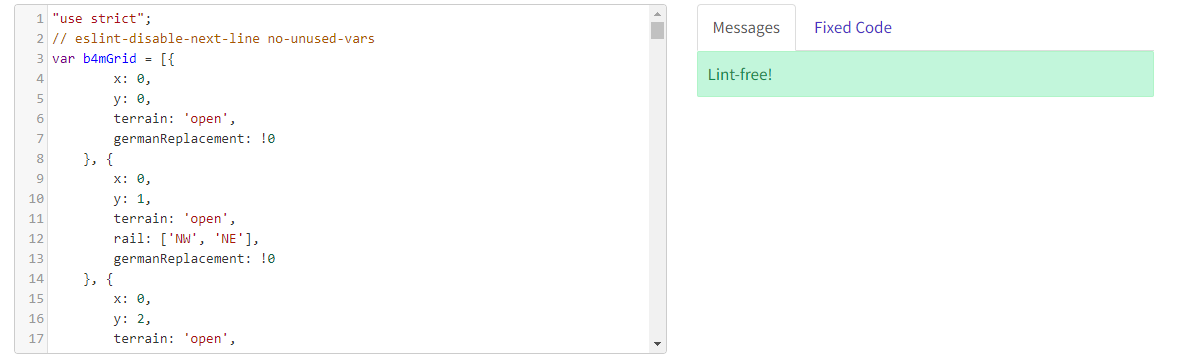 1 "use strict";
2 // eslint-disable-next-line no-unused-vars
3 var b4mGrid = [{
4 x: 0,
5 y: 0,
6 terrain: 'open',
7 germanReplacement: !0
8 }, {
9 x: 0,
10 y: 1,
11 terrain: 'open',
12 rail: ['NW', 'NE'],
13 germanReplacement: !0
14 }, {
15 x: 0,
16 y: 2,
17 terrain: 'open',
Messages Fixed Code
Lint-free!